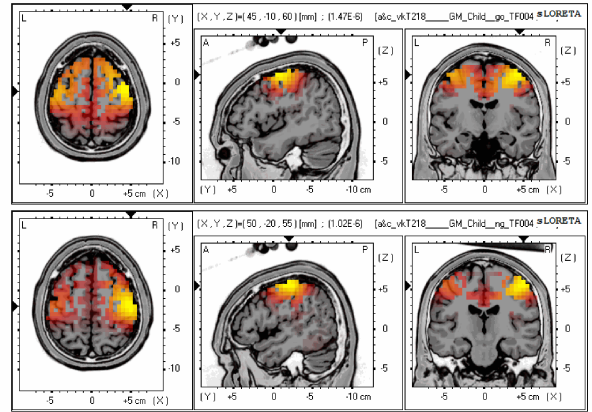 L R (Y) (X,Y,Z)=(45,-10,60)[mm] ; (1.47E-6) (a&c_vkT218_____GM_Child__go_TF004 sLORETA
A P (Z) L R (Z)
+5 +5 +5
0 0 0
-5 -5 -5
-10
-5 0 +5 cm (X) (Y) +5 0 -5 -10 cm -5 0 +5 cm (X)
L R (Y) (X,Y,Z)=(50,-20,55)[mm] ; (1.02E-6) (a&c_vkT218_____GM_Child__ng_TF004 sLORETA
A P (Z) L R (Z)
+5 +5 +5
0 0 0
-5 -5 -5
-10
-5 0 +5 cm (X) (Y) +5 0 -5 -10 cm -5 0 +5 cm (X)